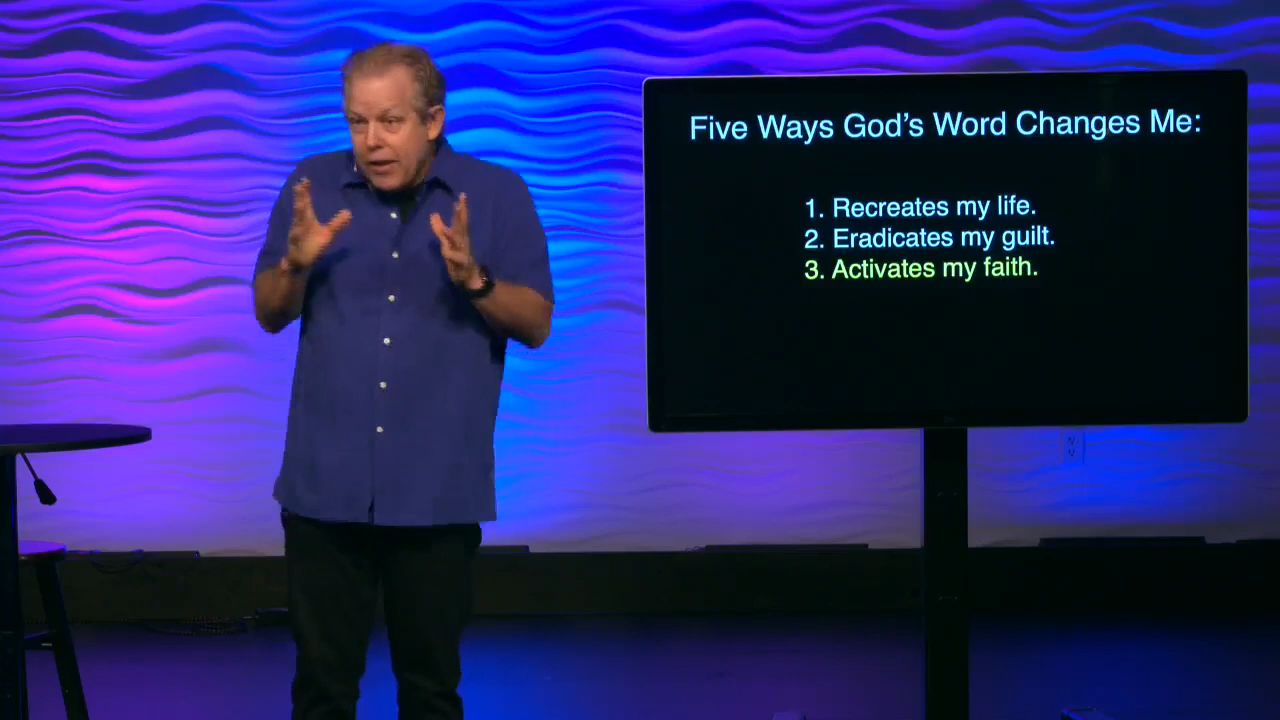 Five Ways God's Word Changes Me:
1. Recreates my life.
2. Eradicates my guilt.
3. Activates my faith.